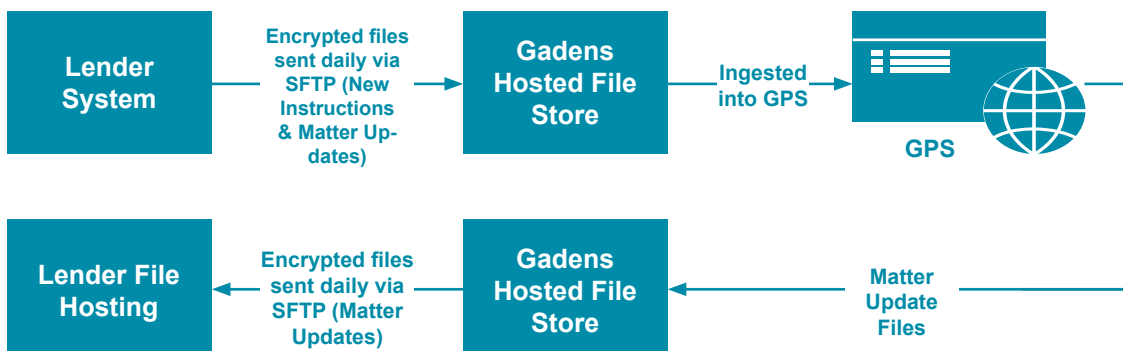 Lender
System
Encrypted files
sent daily via
SFTP (New
Instructions
& Matter Up-
dates)
Gadens
Hosted File
Store
Ingested
into GPS
GPS
Lender File
Hosting
Encrypted files
sent daily via
SFTP (Matter
Updates)
Gadens
Hosted File
Store
Matter
Update
Files